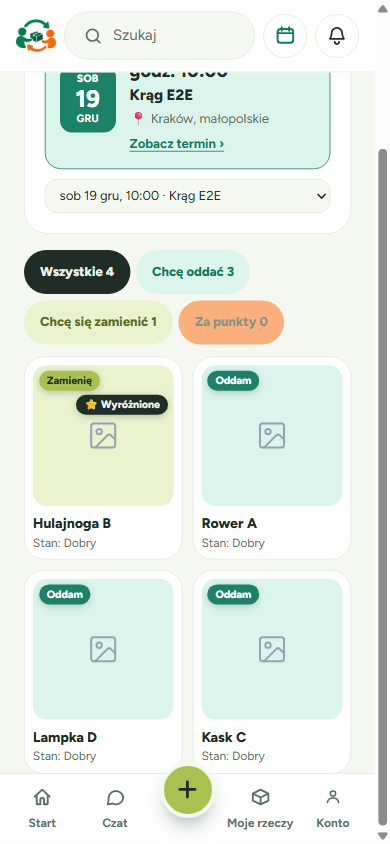 Szukaj
SOB
19
GRU
godz. 10:00
Krąg E2E
📍 Kraków, małopolskie
Zobacz termin ›
sob 19 gru, 10:00 · Krąg E2E
Wszystkie 4
Chcę oddać 3
Chcę się zamienić 1
Za punkty 0
Zamienię
⭐ Wyróżnione
Hulajnoga B
Stan: Dobry
Oddam
Rower A
Stan: Dobry
Oddam
Lampka D
Stan: Dobry
Oddam
Kask C
Stan: Dobry
Start
Czat
Moje rzeczy
Konto